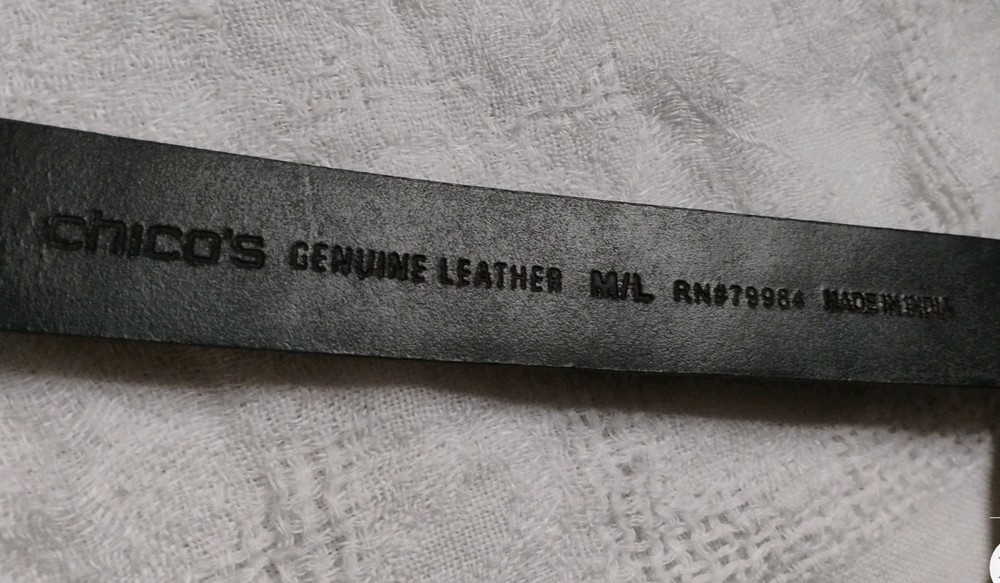 chico's GENUINE LEATHER M/L RN#79984 MADE IN INDIA